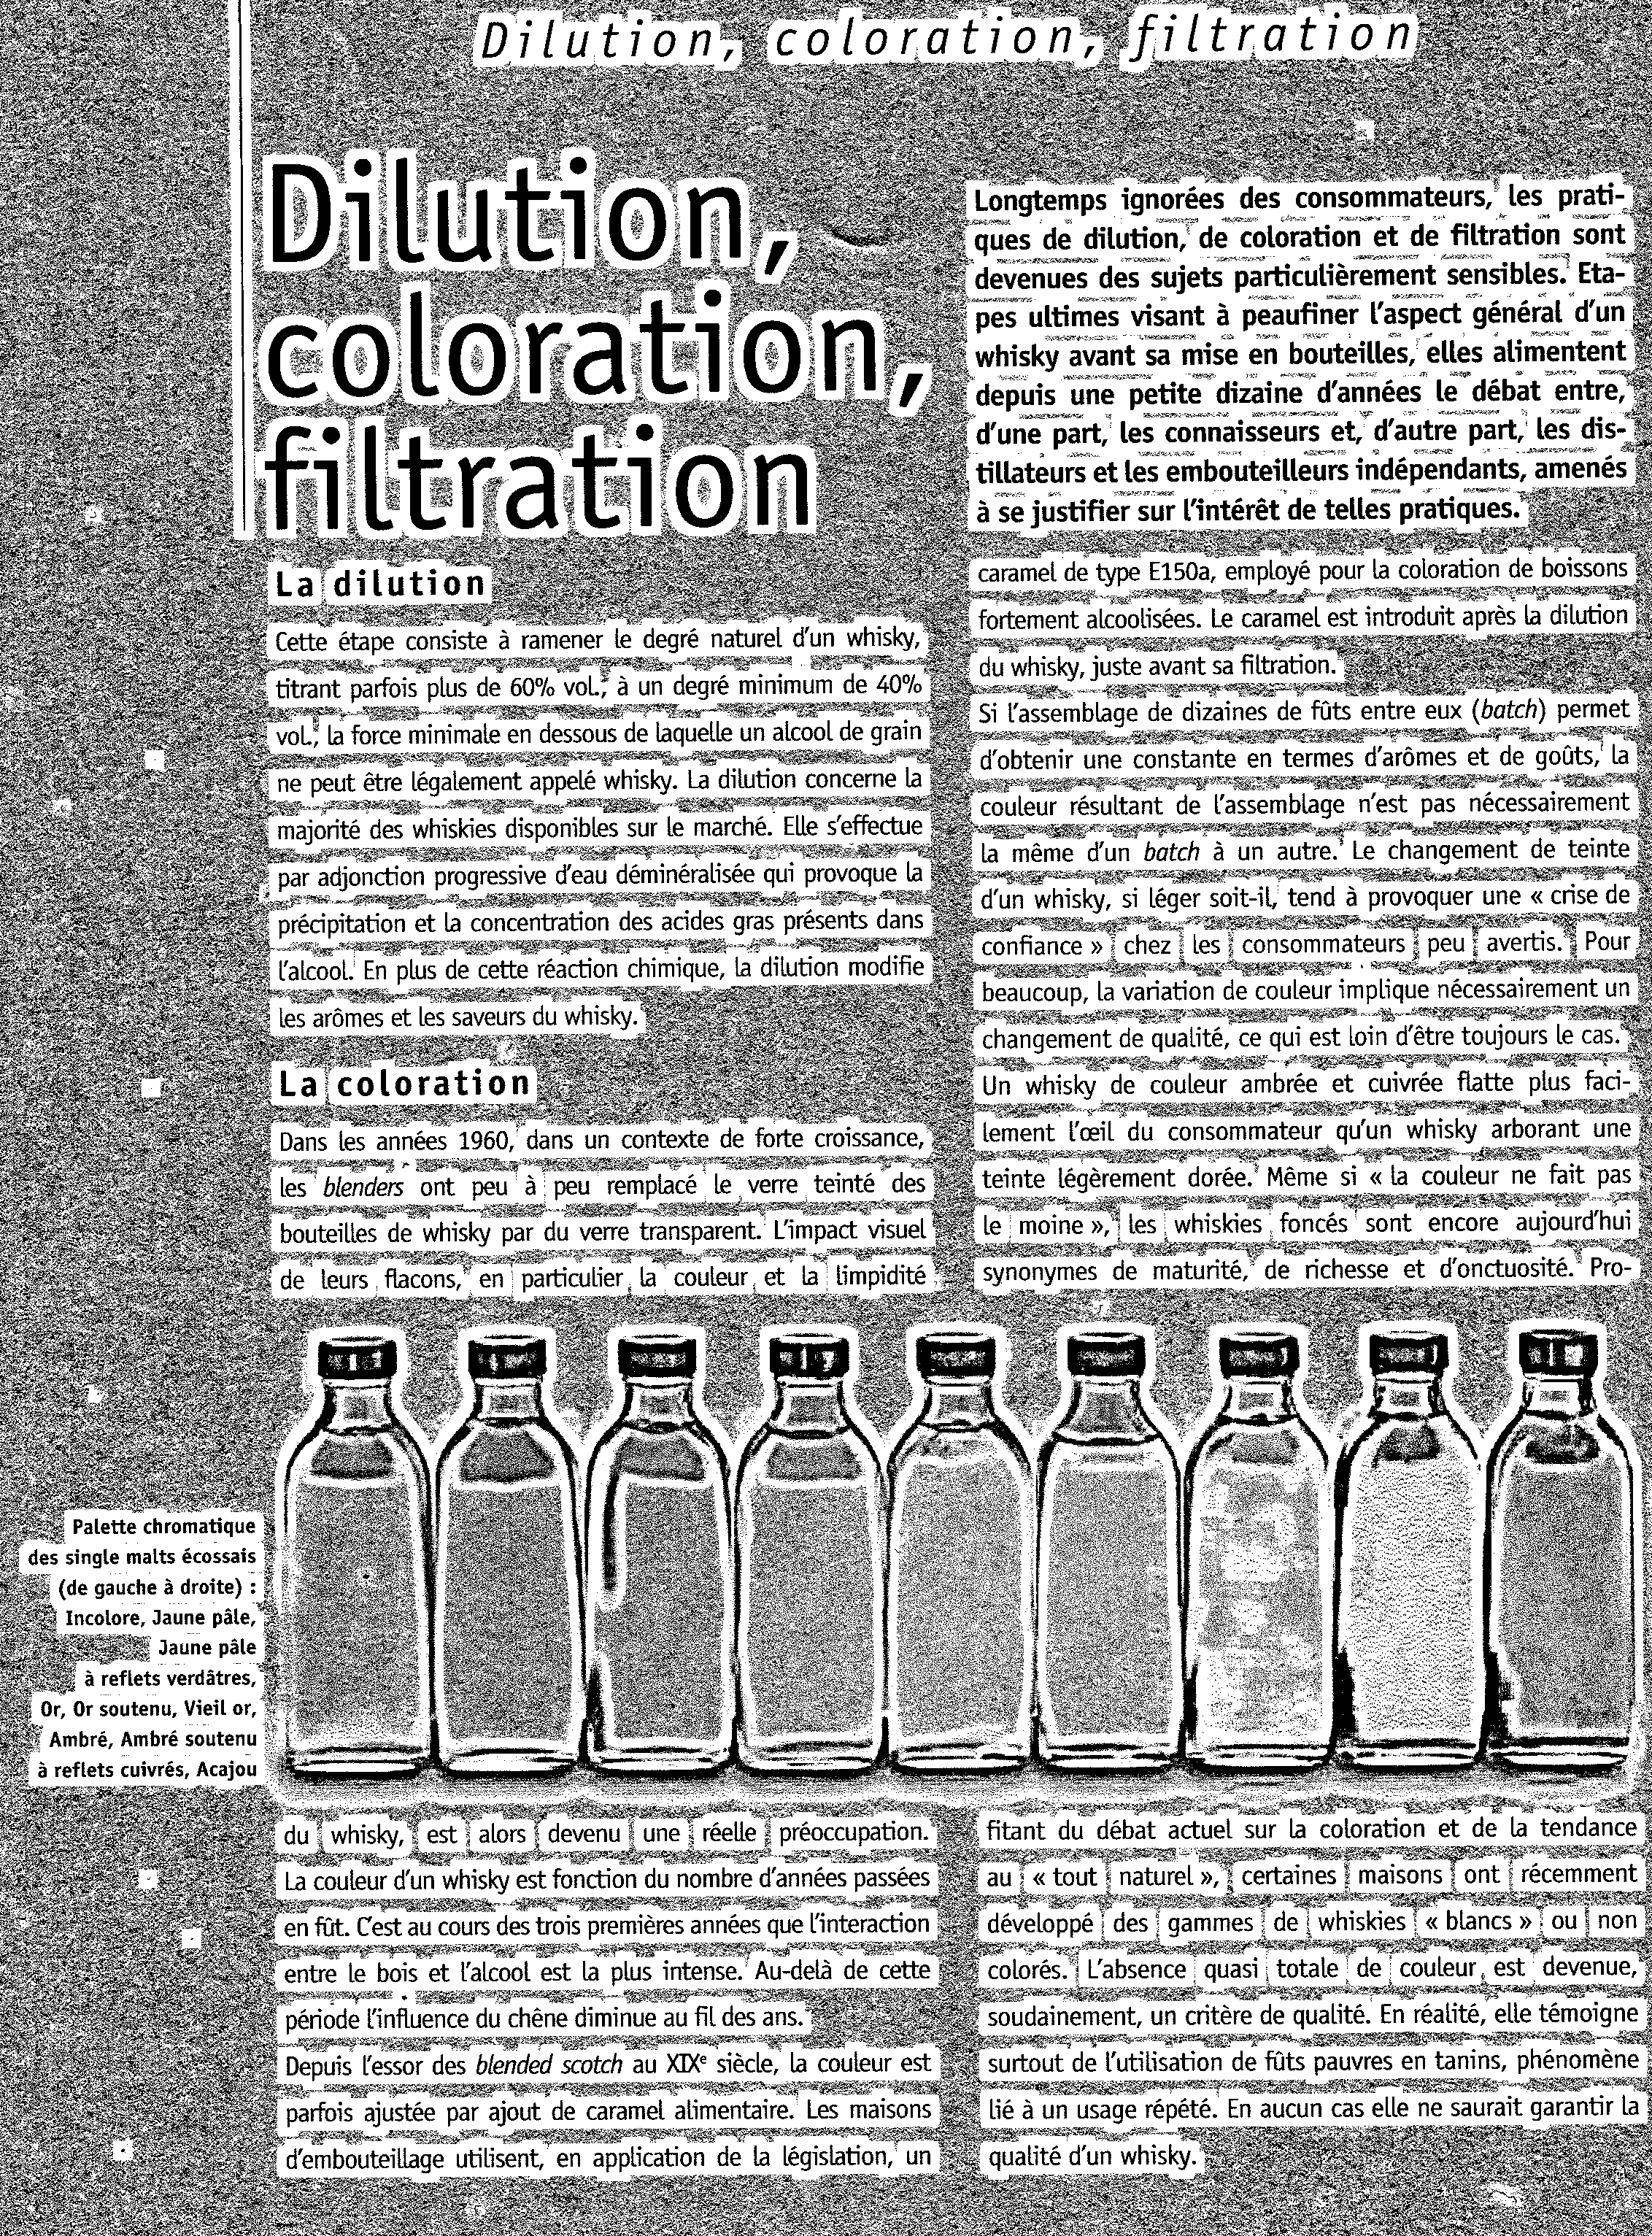 Dilution, coloration, filtration
Dilution,
coloration,
filtration
Longtemps ignorées des consommateurs, les prati-
ques de dilution, de coloration et de filtration sont
devenues des sujets particulièrement sensibles. Eta-
pes ultimes visant à peaufiner l'aspect général d'un
whisky avant sa mise en bouteilles, elles alimentent
depuis une petite dizaine d'années le débat entre,
d'une part, les connaisseurs et, d'autre part, les dis-
tillateurs et les embouteilleurs indépendants, amenés
à se justifier sur l'intérêt de telles pratiques.
La dilution
Cette étape consiste à ramener le degré naturel d'un whisky,
titrant parfois plus de 60% vol., à un degré minimum de 40%
vol., la force minimale en dessous de laquelle un alcool de grain
ne peut être légalement appelé whisky. La dilution concerne la
majorité des whiskies disponibles sur le marché. Elle s'effectue
par adjonction progressive d'eau déminéralisée qui provoque la
précipitation et la concentration des acides gras présents dans
l'alcool. En plus de cette réaction chimique, la dilution modifie
les arômes et les saveurs du whisky.
La coloration
Dans les années 1960, dans un contexte de forte croissance,
les blenders ont peu à peu remplacé le verre teinté des
bouteilles de whisky par du verre transparent. L'impact visuel
de leurs flacons, en particulier la couleur et la limpidité
du whisky, est alors devenu une réelle préoccupation.
La couleur d'un whisky est fonction du nombre d'années passées
en fût. C'est au cours des trois premières années que l'interaction
entre le bois et l'alcool est la plus intense. Au-delà de cette
période l'influence du chêne diminue au fil des ans.
Depuis l'essor des blended scotch au XIXe siècle, la couleur est
parfois ajustée par ajout de caramel alimentaire. Les maisons
d'embouteillage utilisent, en application de la législation, un
caramel de type E150a, employé pour la coloration de boissons
fortement alcoolisées. Le caramel est introduit après la dilution
du whisky, juste avant sa filtration.
Si l'assemblage de dizaines de fûts entre eux (batch) permet
d'obtenir une constante en termes d'arômes et de goûts, la
couleur résultant de l'assemblage n'est pas nécessairement
la même d'un batch à un autre. Le changement de teinte
d'un whisky, si léger soit-il, tend à provoquer une « crise de
confiance » chez les consommateurs peu avertis. Pour
beaucoup, la variation de couleur implique nécessairement un
changement de qualité, ce qui est loin d'être toujours le cas.
Un whisky de couleur ambrée et cuivrée flatte plus faci-
lement l'œil du consommateur qu'un whisky arborant une
teinte légèrement dorée. Même si « la couleur ne fait pas
le moine », les whiskies foncés sont encore aujourd'hui
synonymes de maturité, de richesse et d'onctuosité. Pro-
fitant du débat actuel sur la coloration et de la tendance
au « tout naturel », certaines maisons ont récemment
développé des gammes de whiskies « blancs » ou non
colorés. L'absence quasi totale de couleur est devenue,
soudainement, un critère de qualité. En réalité, elle témoigne
surtout de l'utilisation de fûts pauvres en tanins, phénomène
lié à un usage répété. En aucun cas elle ne saurait garantir la
qualité d'un whisky.
Palette chromatique
des single malts écossais
(de gauche à droite) :
Incolore, Jaune pâle,
Jaune pâle
à reflets verdâtres,
Or, Or soutenu, Vieil or,
Ambré, Ambré soutenu
à reflets cuivrés, Acajou